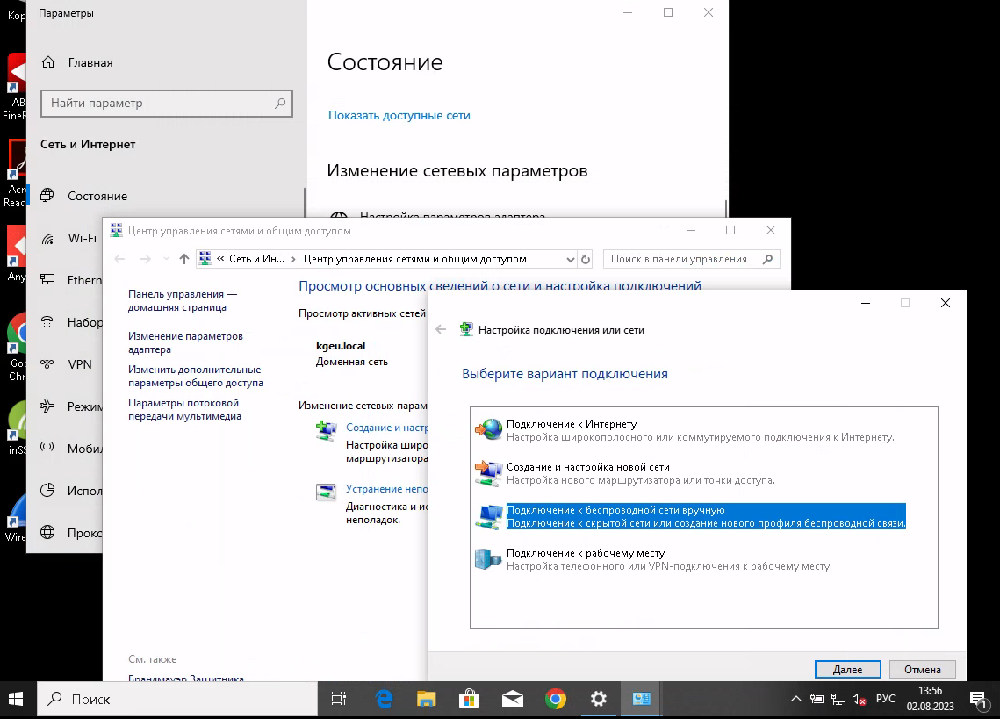 Кор
AB
FineR
Acro
Read
Any
Goo
Chr
inSS
Wire
Параметры
Главная
Найти параметр
Сеть и Интернет
Состояние
Wi-Fi
Ethern
Набор
VPN
Режим
Мобил
Испол
Прокс
Состояние
Показать доступные сети
Изменение сетевых параметров
Настройка параметров адаптера
Центр управления сетями и общим доступом
« Сеть и Ин... › Центр управления сетями и общим доступом
Поиск в панели управления
Панель управления —
домашняя страница
Изменение параметров
адаптера
Изменить дополнительные
параметры общего доступа
Параметры потоковой
передачи мультимедиа
См. также
Брандмауэр Защитника
Просмотр основных сведений о сети и настройка подключений
Просмотр активных сетей
kgeu.local
Доменная сеть
Изменение сетевых парам
Создание и настр
Настройка широ
маршрутизатора
Устранение непо
Диагностика и ис
неполадок.
Настройка подключения или сети
Выберите вариант подключения
Подключение к Интернету
Настройка широкополосного или коммутируемого подключения к Интернету.
Создание и настройка новой сети
Настройка нового маршрутизатора или точки доступа.
Подключение к беспроводной сети вручную
Подключение к скрытой сети или создание нового профиля беспроводной связи.
Подключение к рабочему месту
Настройка телефонного или VPN-подключения к рабочему месту.
Далее
Отмена
Поиск
РУС
13:56
02.08.2023
1